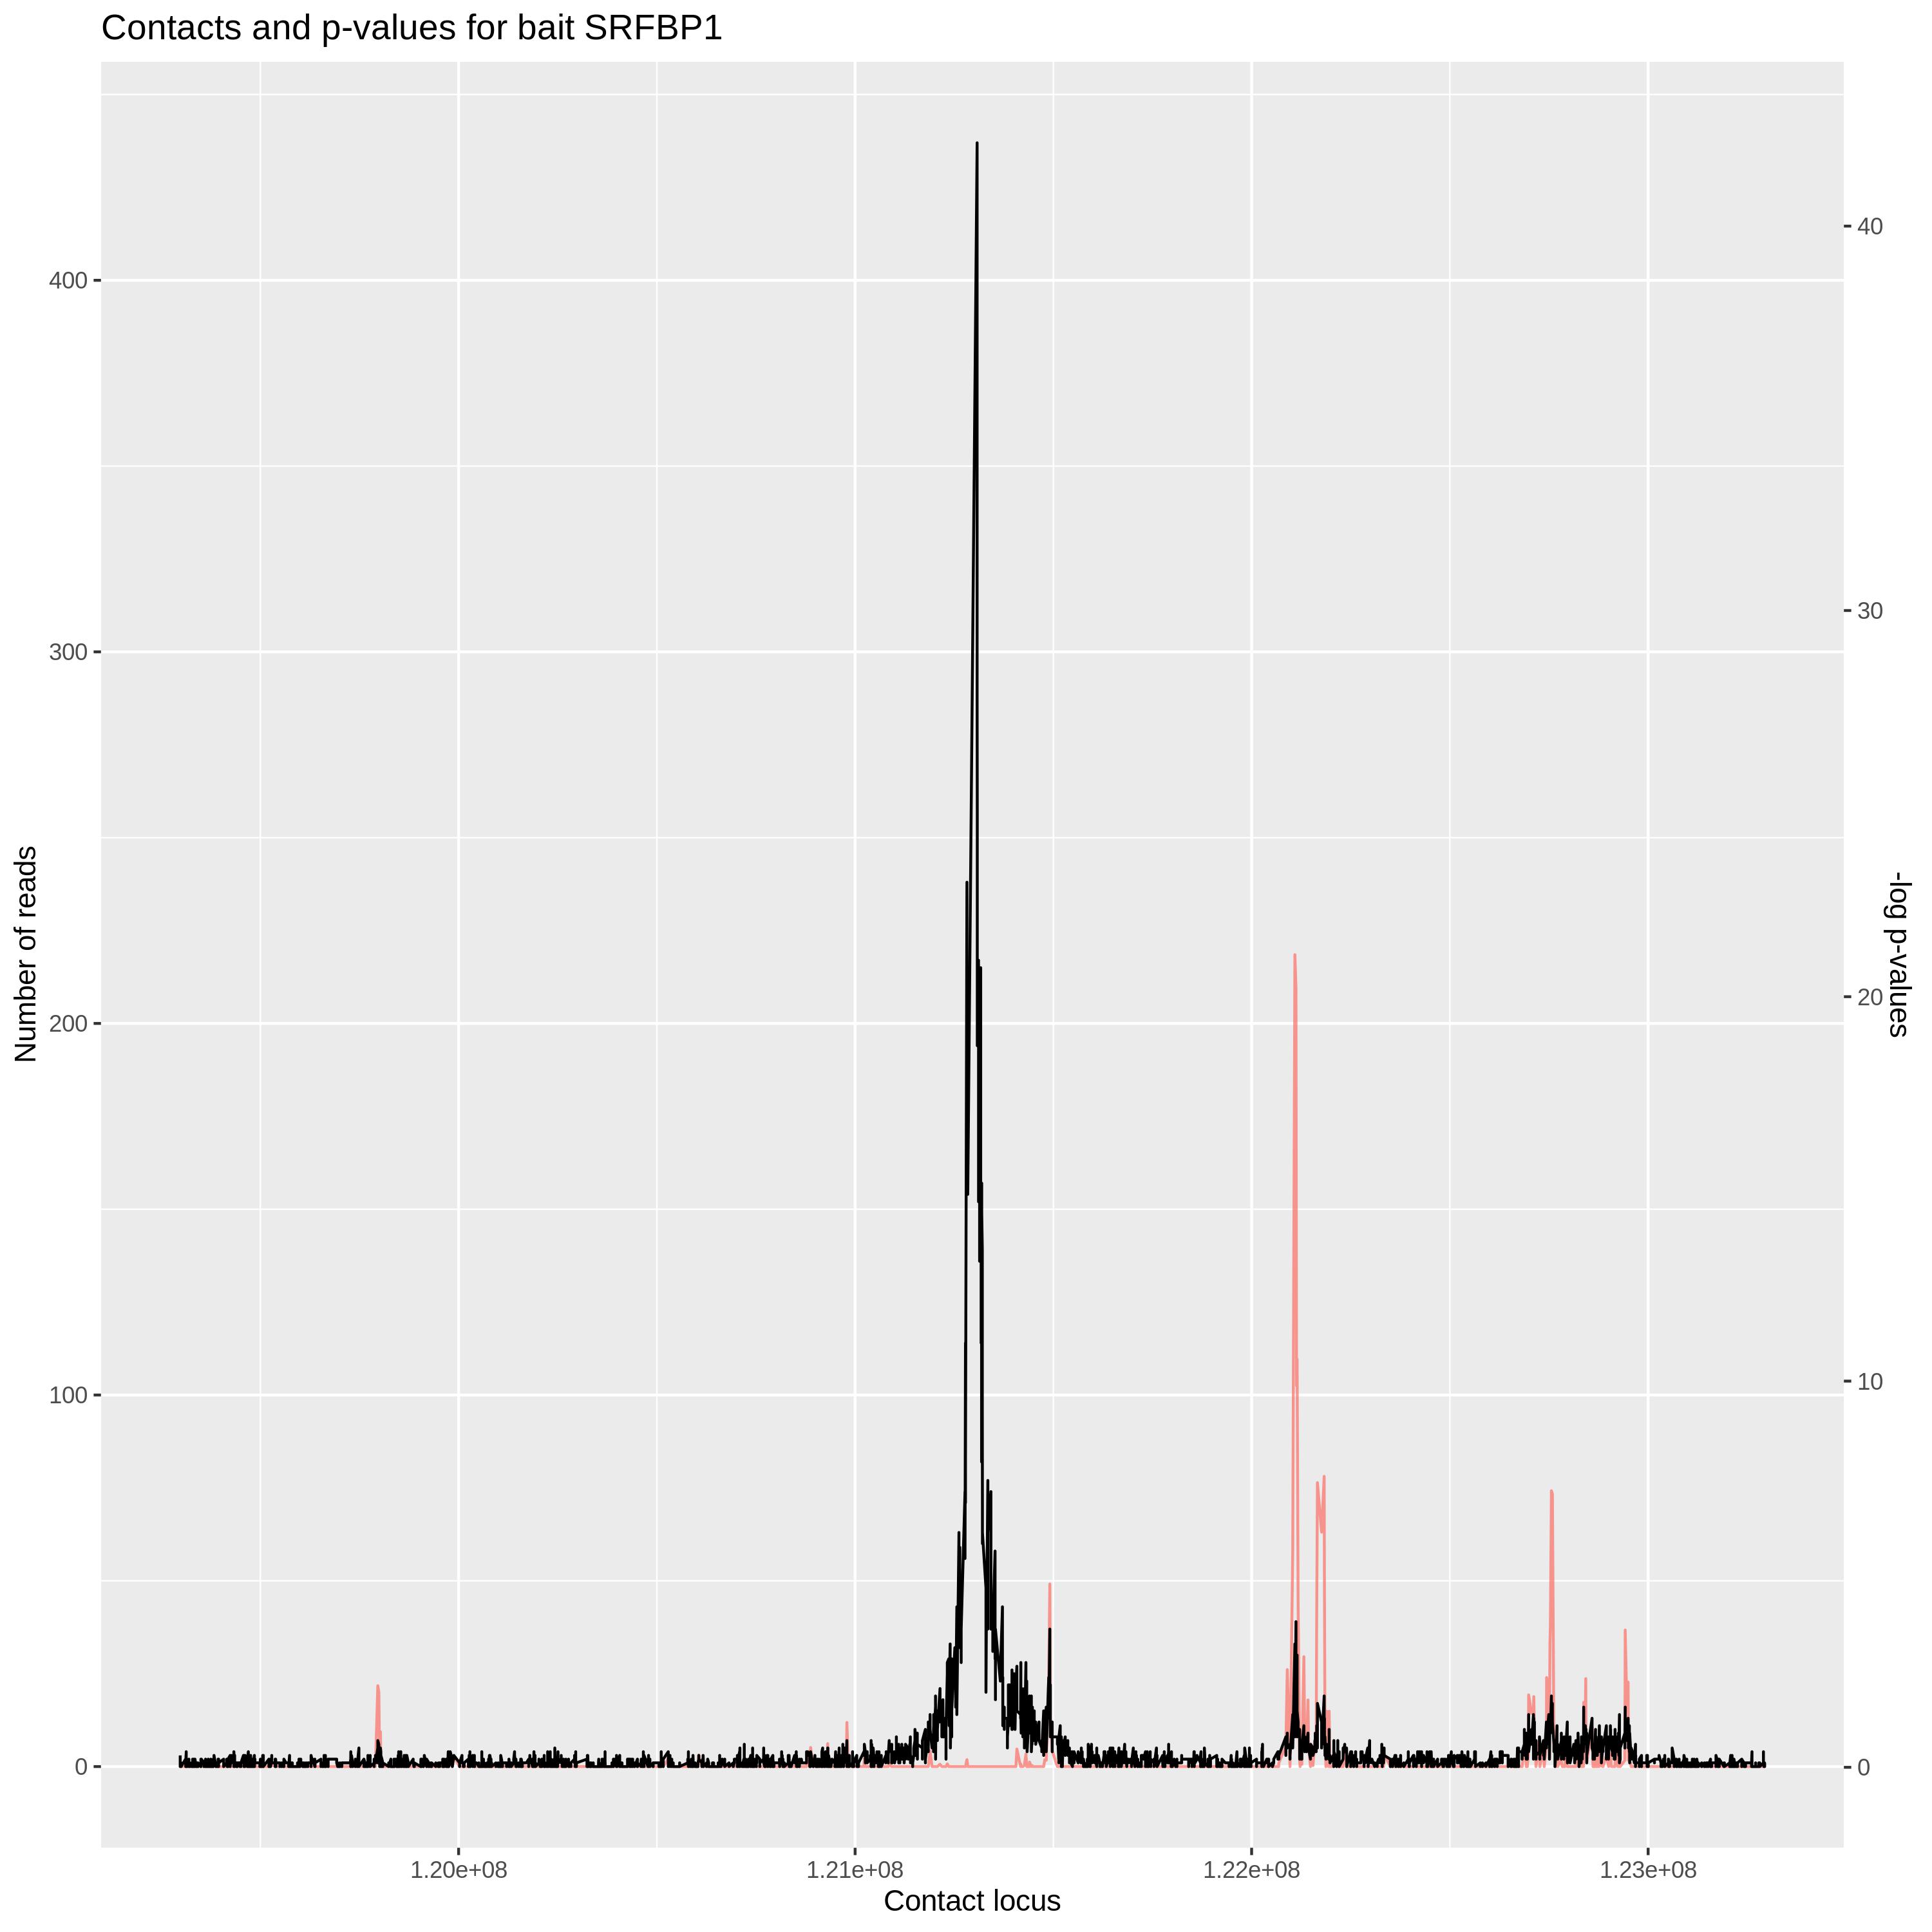 Contacts and p-values for bait SRFBP1
400
300
200
100
0
40
30
20
10
0
Number of reads
-log p-values
1.20e+08
1.21e+08
1.22e+08
1.23e+08
Contact locus